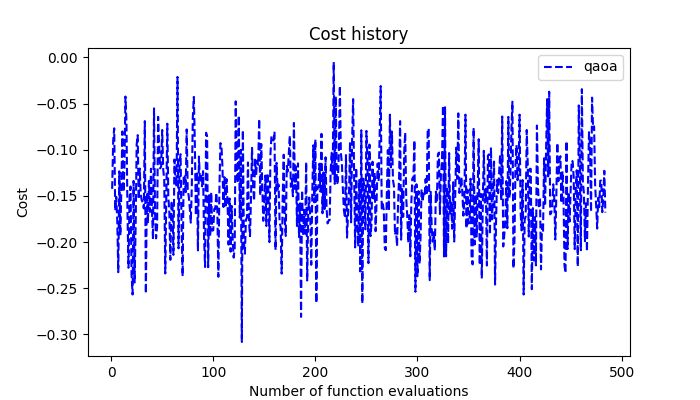 Cost history
qaoa
Cost
0.00
−0.05
−0.10
−0.15
−0.20
−0.25
−0.30
0 100 200 300 400 500
Number of function evaluations